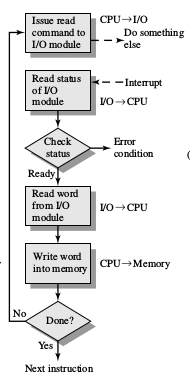 Issue read
command to
I/O module
CPU→I/O
Do something
else
Read status
of I/O
module
Interrupt
I/O→CPU
Check
status
Error
condition
Ready
Read word
from I/O
module
I/O→CPU
Write word
into memory
CPU→Memory
No
Done?
Yes
Next instruction
(